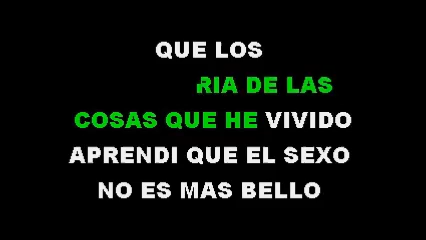 QUE LOS
RIA DE LAS
COSAS QUE HE VIVIDO
APRENDI QUE EL SEXO
NO ES MAS BELLO